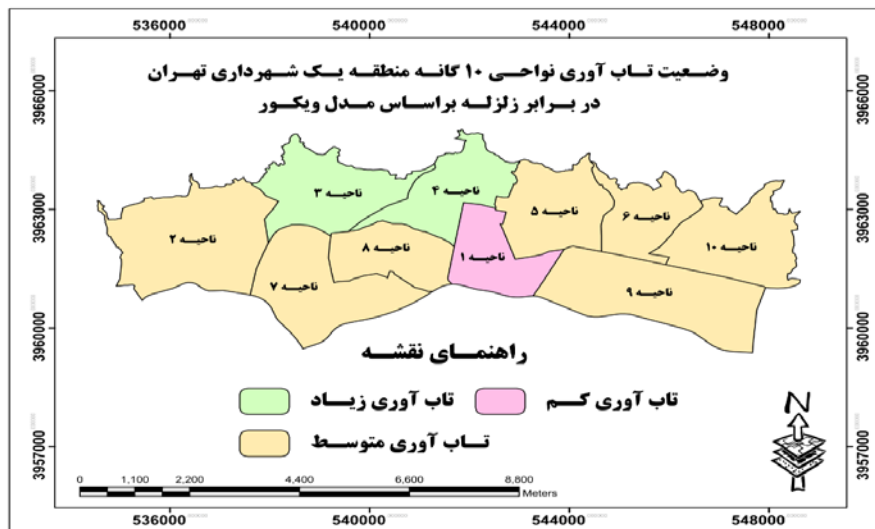 536000 540000 544000 548000
وضعیت تاب آوری نواحی ۱۰ گانه منطقه یک شهرداری تهران
در برابر زلزله براساس مدل ویکور
3966000
3966000
ناحیه ۳
ناحیه ۴
ناحیه ۵
ناحیه ۶
3963000
3963000
ناحیه ۲
ناحیه ۸
ناحیه ۱
ناحیه ۱۰
ناحیه ۷
ناحیه ۹
3960000
3960000
راهنمای نقشه
تاب آوری زیاد
تاب آوری کم
تاب آوری متوسط
N
3957000
3957000
0 1,100 2,200 4,400 6,600 8,800
Meters
536000 540000 544000 548000